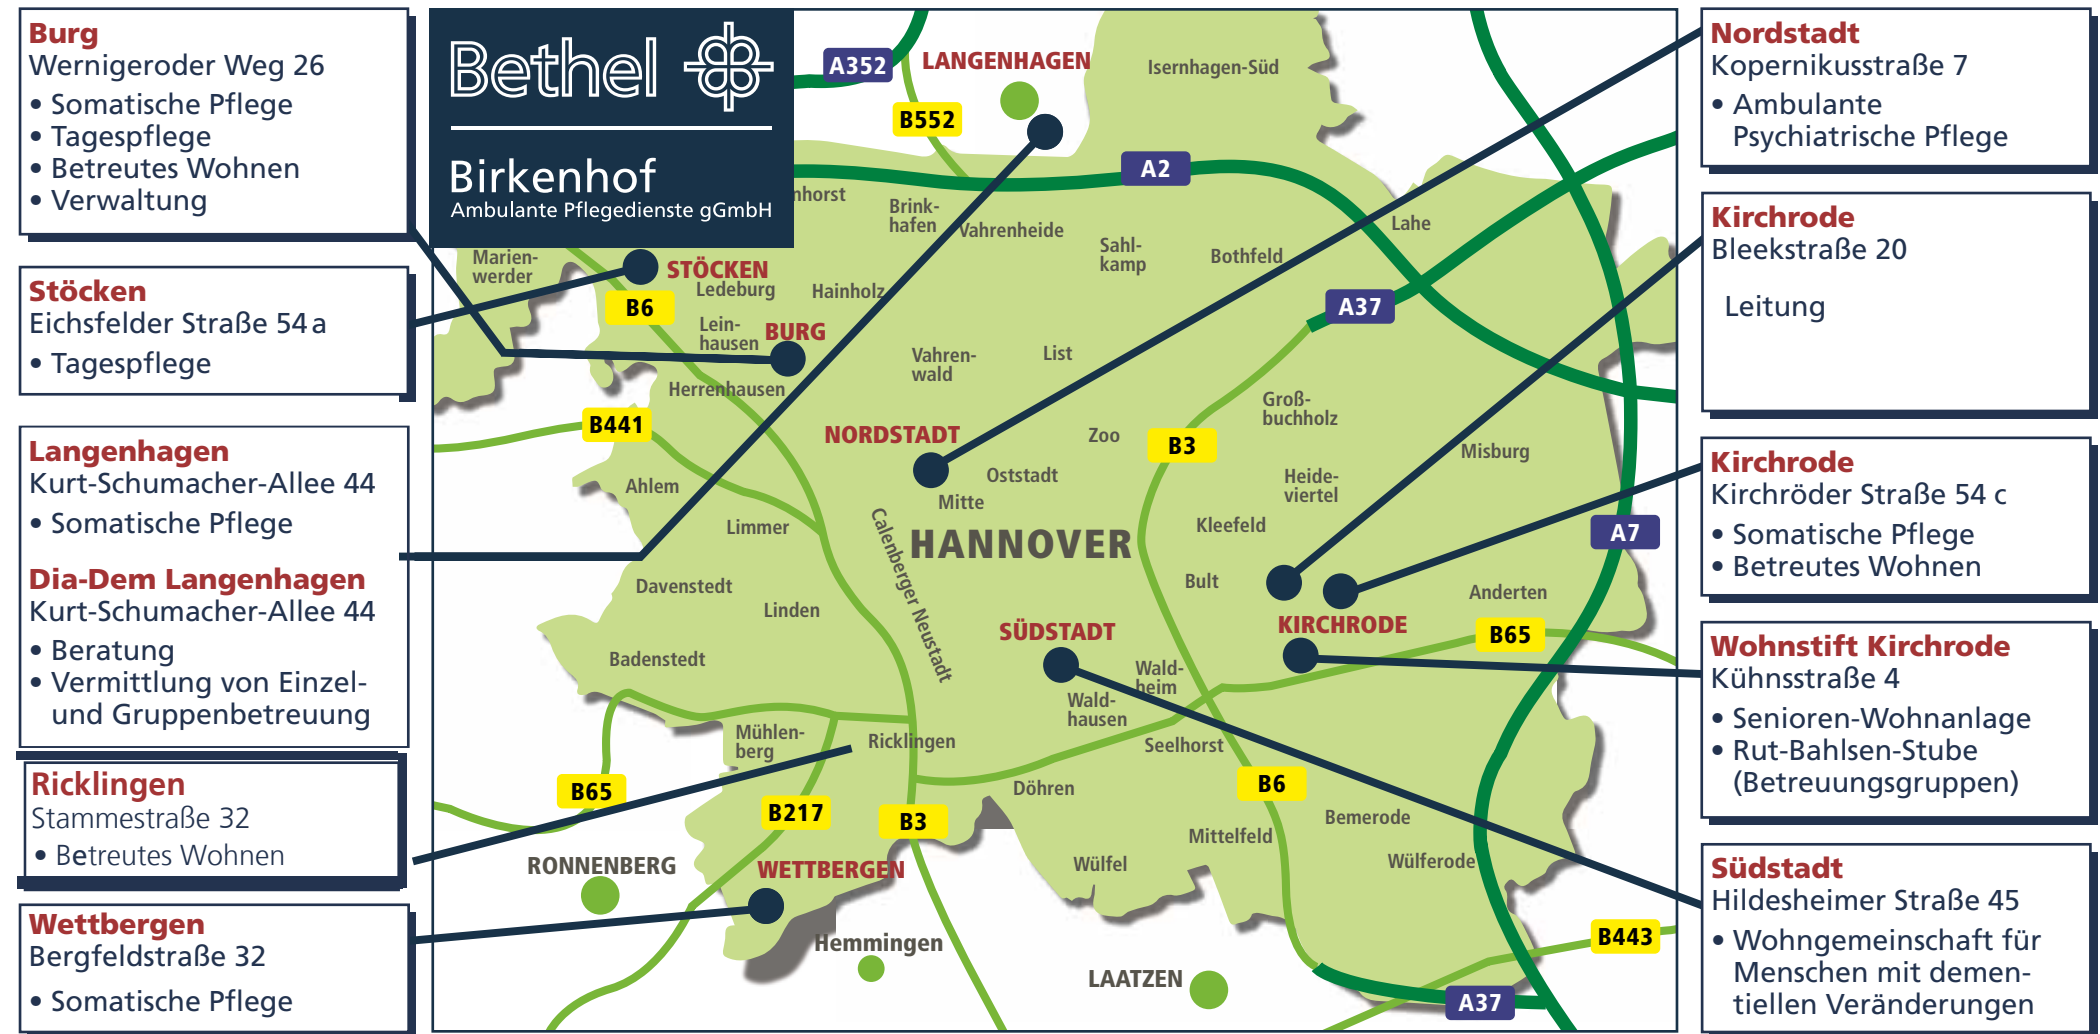 Burg
Wernigeroder Weg 26
• Somatische Pflege
• Tagespflege
• Betreutes Wohnen
• Verwaltung
Stöcken
Eichsfelder Straße 54 a
• Tagespflege
Langenhagen
Kurt-Schumacher-Allee 44
• Somatische Pflege
Dia-Dem Langenhagen
Kurt-Schumacher-Allee 44
• Beratung
• Vermittlung von Einzel-
und Gruppenbetreuung
Ricklingen
Stammestraße 32
• Betreutes Wohnen
Wettbergen
Bergfeldstraße 32
• Somatische Pflege
Bethel
Birkenhof
Ambulante Pflegedienste gGmbH
A352
LANGENHAGEN
Isernhagen-Süd
B552
A2
nhorst
Brink-
hafen
Vahrenheide
Sahl-
kamp
Bothfeld
Lahe
Marien-
werder
STÖCKEN
Ledeburg
Hainholz
B6
A37
Lein-
hausen
BURG
Vahren-
wald
List
Herrenhausen
Groß-
buchholz
B441
NORDSTADT
Zoo
B3
Misburg
Ahlem
Oststadt
Heide-
viertel
Mitte
Limmer
Calenberger Neustadt
HANNOVER
Kleefeld
A7
Davenstedt
Linden
Bult
Anderten
SÜDSTADT
KIRCHRODE
B65
Badenstedt
Wald-
heim
Wald-
hausen
Mühlen-
berg
Ricklingen
Seelhorst
B65
B217
B3
Döhren
B6
Mittelfeld
Bemerode
RONNENBERG
WETTBERGEN
Wülfel
Wülferode
Hemmingen
LAATZEN
B443
A37
Nordstadt
Kopernikusstraße 7
• Ambulante
Psychiatrische Pflege
Kirchrode
Bleekstraße 20
Leitung
Kirchrode
Kirchröder Straße 54 c
• Somatische Pflege
• Betreutes Wohnen
Wohnstift Kirchrode
Kühnsstraße 4
• Senioren-Wohnanlage
• Rut-Bahlsen-Stube
(Betreuungsgruppen)
Südstadt
Hildesheimer Straße 45
• Wohngemeinschaft für
Menschen mit demen-
tiellen Veränderungen